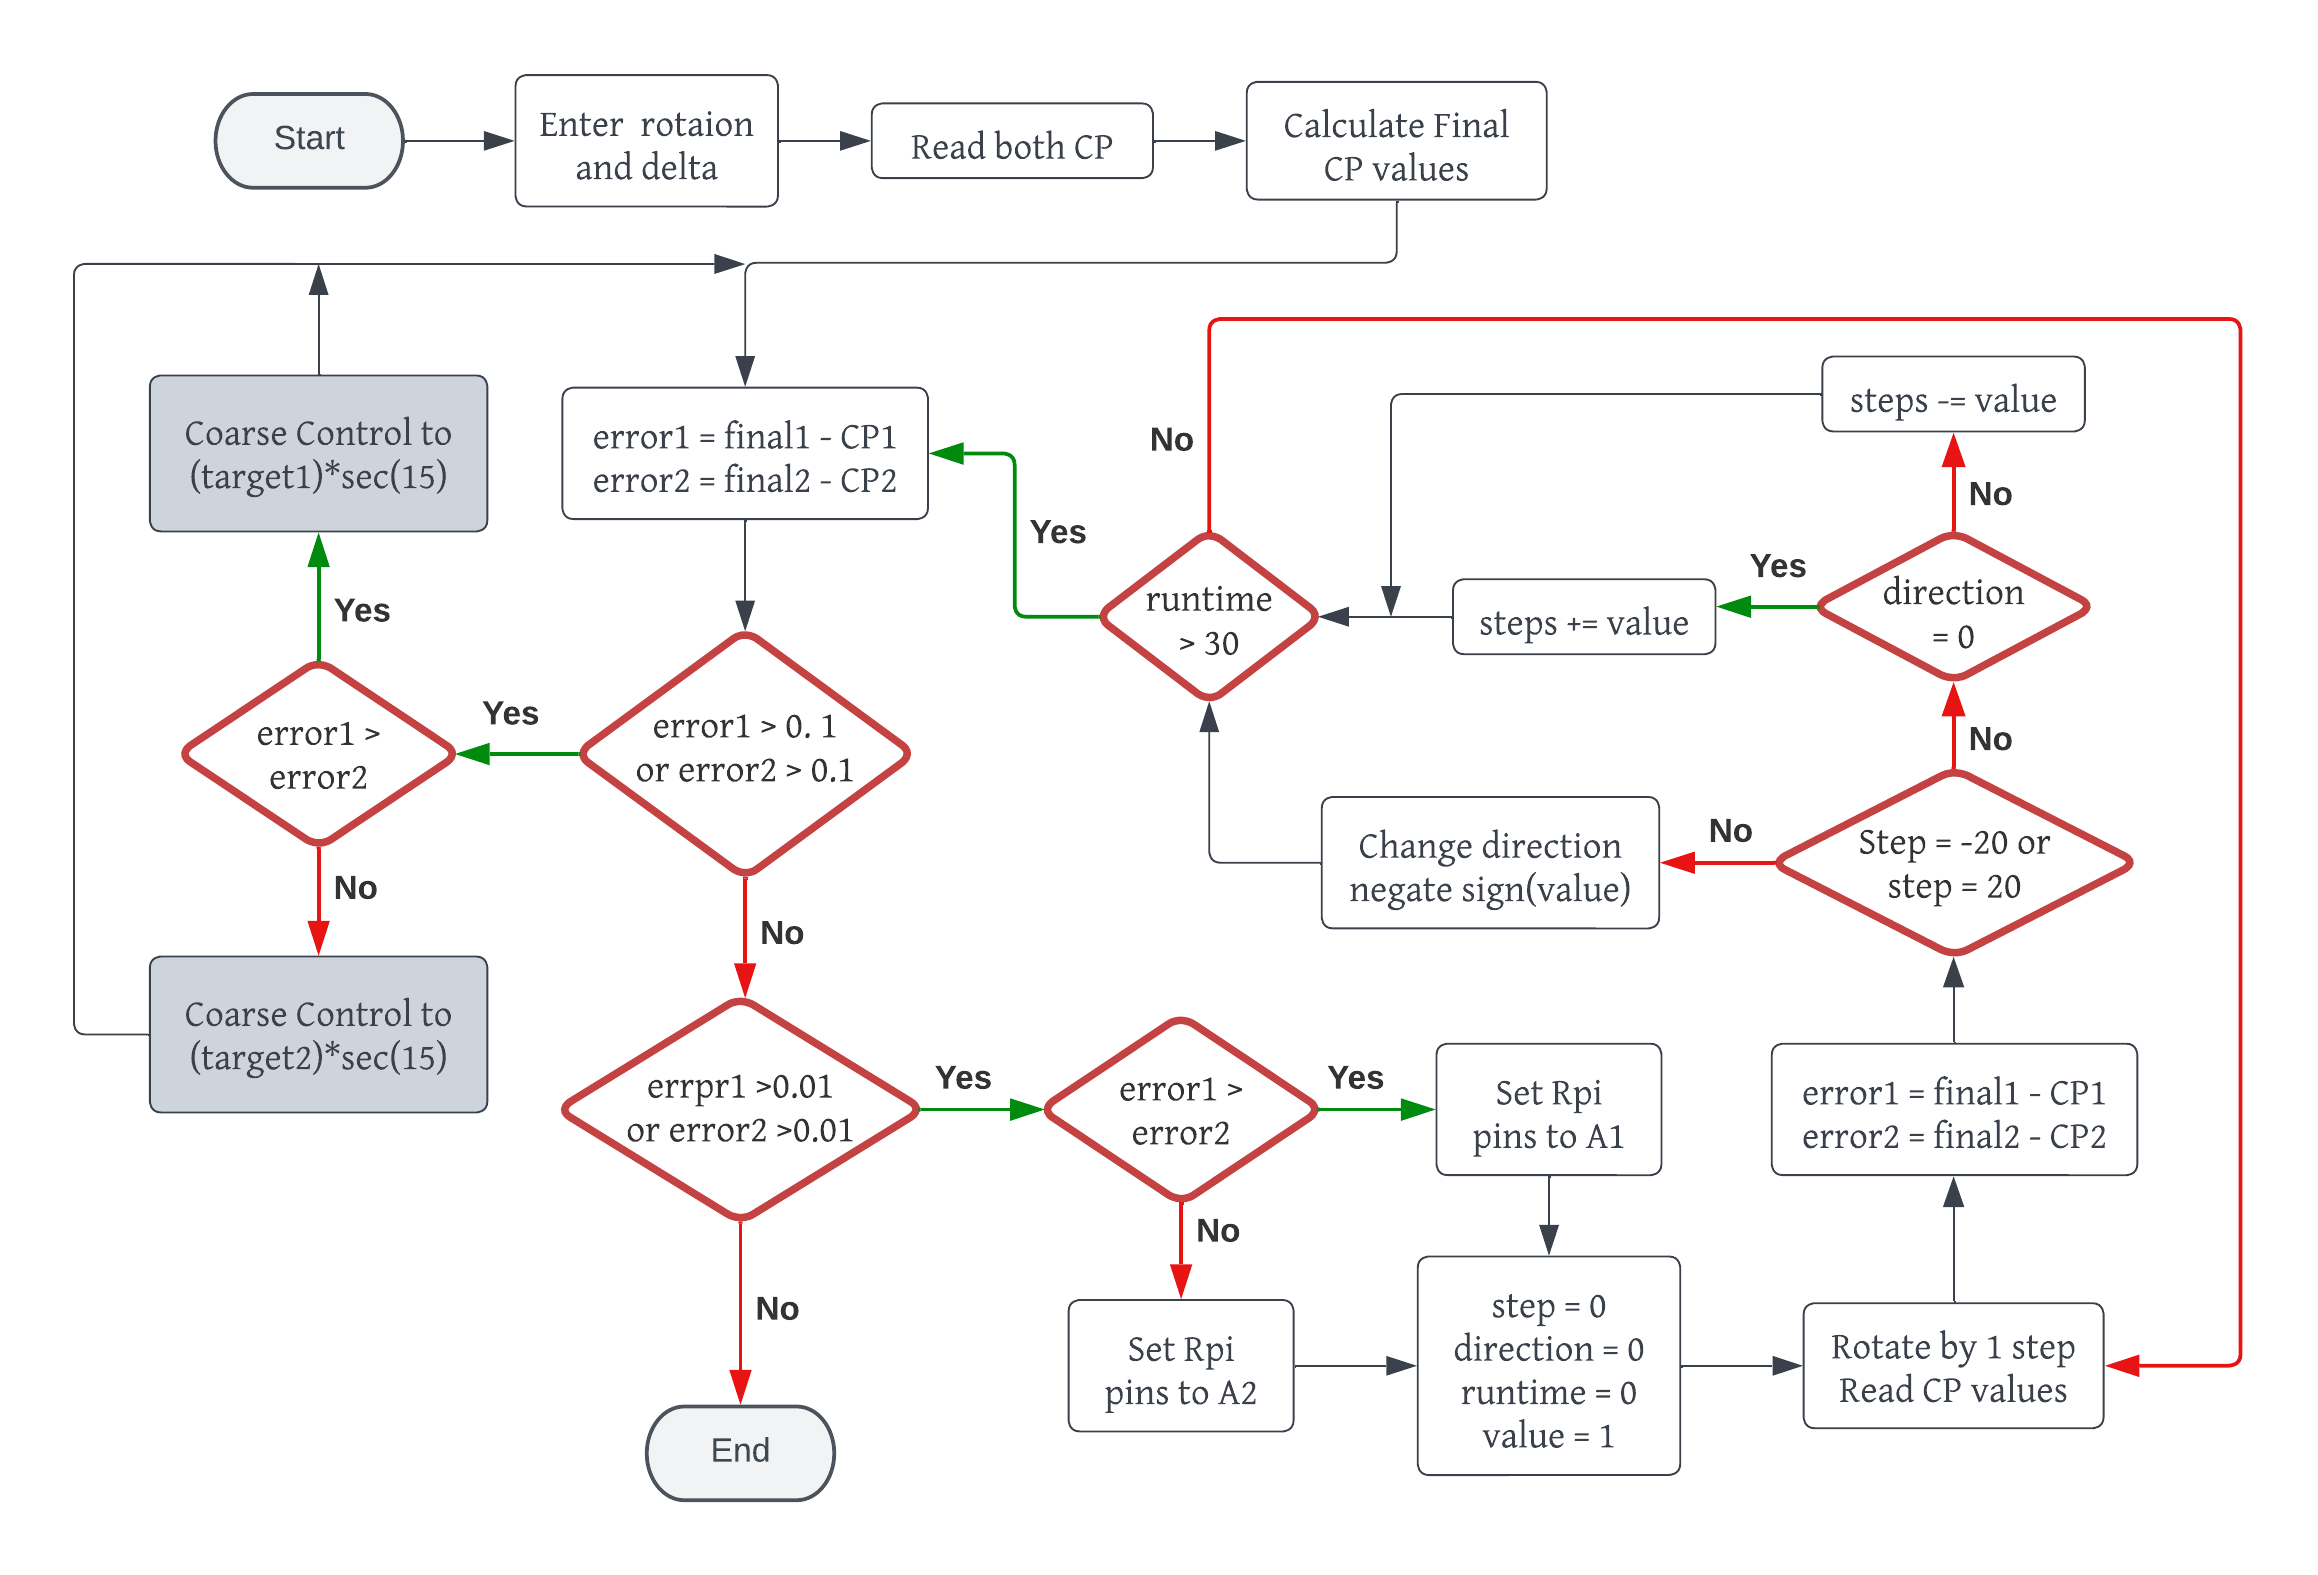 Start
Enter  rotaion
and delta
Read both CP
Calculate Final
CP values
Coarse Control to
(target1)*sec(15)
error1 = final1 - CP1
error2 = final2 - CP2
No
steps -= value
No
Yes
Yes
direction
= 0
runtime
> 30
steps += value
Yes
error1 >
error2
Yes
error1 > 0. 1
or error2 > 0.1
No
No
Change direction
negate sign(value)
No
Step = -20 or
step = 20
No
Coarse Control to
(target2)*sec(15)
errpr1 >0.01
or error2 >0.01
Yes
error1 >
error2
Yes
Set Rpi
pins to A1
error1 = final1 - CP1
error2 = final2 - CP2
No
No
Set Rpi
pins to A2
step = 0
direction = 0
runtime = 0
value = 1
Rotate by 1 step
Read CP values
End